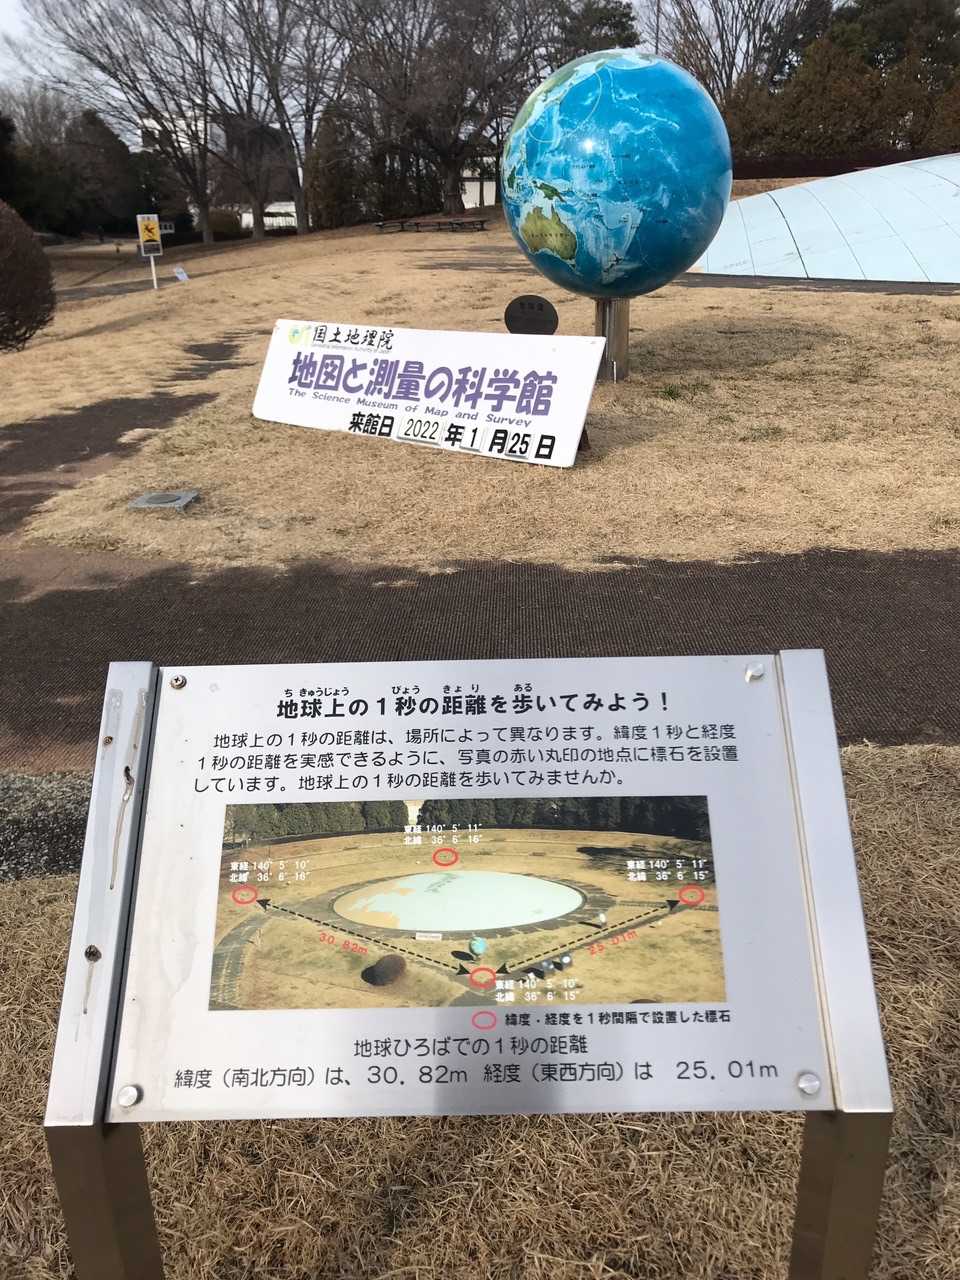 国土地理院
地図と測量の科学館
The Science Museum of Map and Survey
来館日 2022 年 1 月 25 日
ち きゅうじょう びょう きょ り ある
地球上の1秒の距離を歩いてみよう!
地球上の1秒の距離は、場所によって異なります。緯度1秒と経度
1秒の距離を実感できるように、写真の赤い丸印の地点に標石を設置
しています。地球上の1秒の距離を歩いてみませんか。
東経 140° 5′ 11″
北緯 36° 6′ 16″
東経 140° 5′ 10″
北緯 36° 6′ 16″
東経 140° 5′ 11″
北緯 36° 6′ 15″
30.82m
25.01m
東経 140° 5′ 10″
北緯 36° 6′ 15″
緯度・経度を1秒間隔で設置した標石
地球ひろばでの1秒の距離
緯度（南北方向）は、30．82m 経度（東西方向）は 25．01m